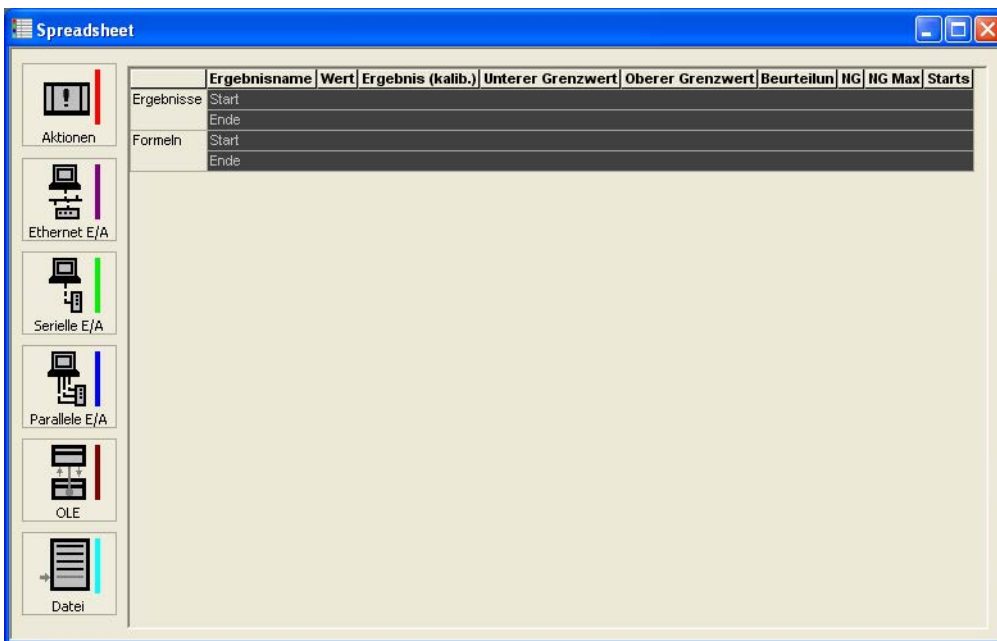 Spreadsheet
Ergebnisname Wert Ergebnis (kalib.) Unterer Grenzwert Oberer Grenzwert Beurteilun NG NG Max Starts
Ergebnisse Start
Ende
Formeln Start
Ende
Aktionen
Ethernet E/A
Serielle E/A
Parallele E/A
OLE
Datei